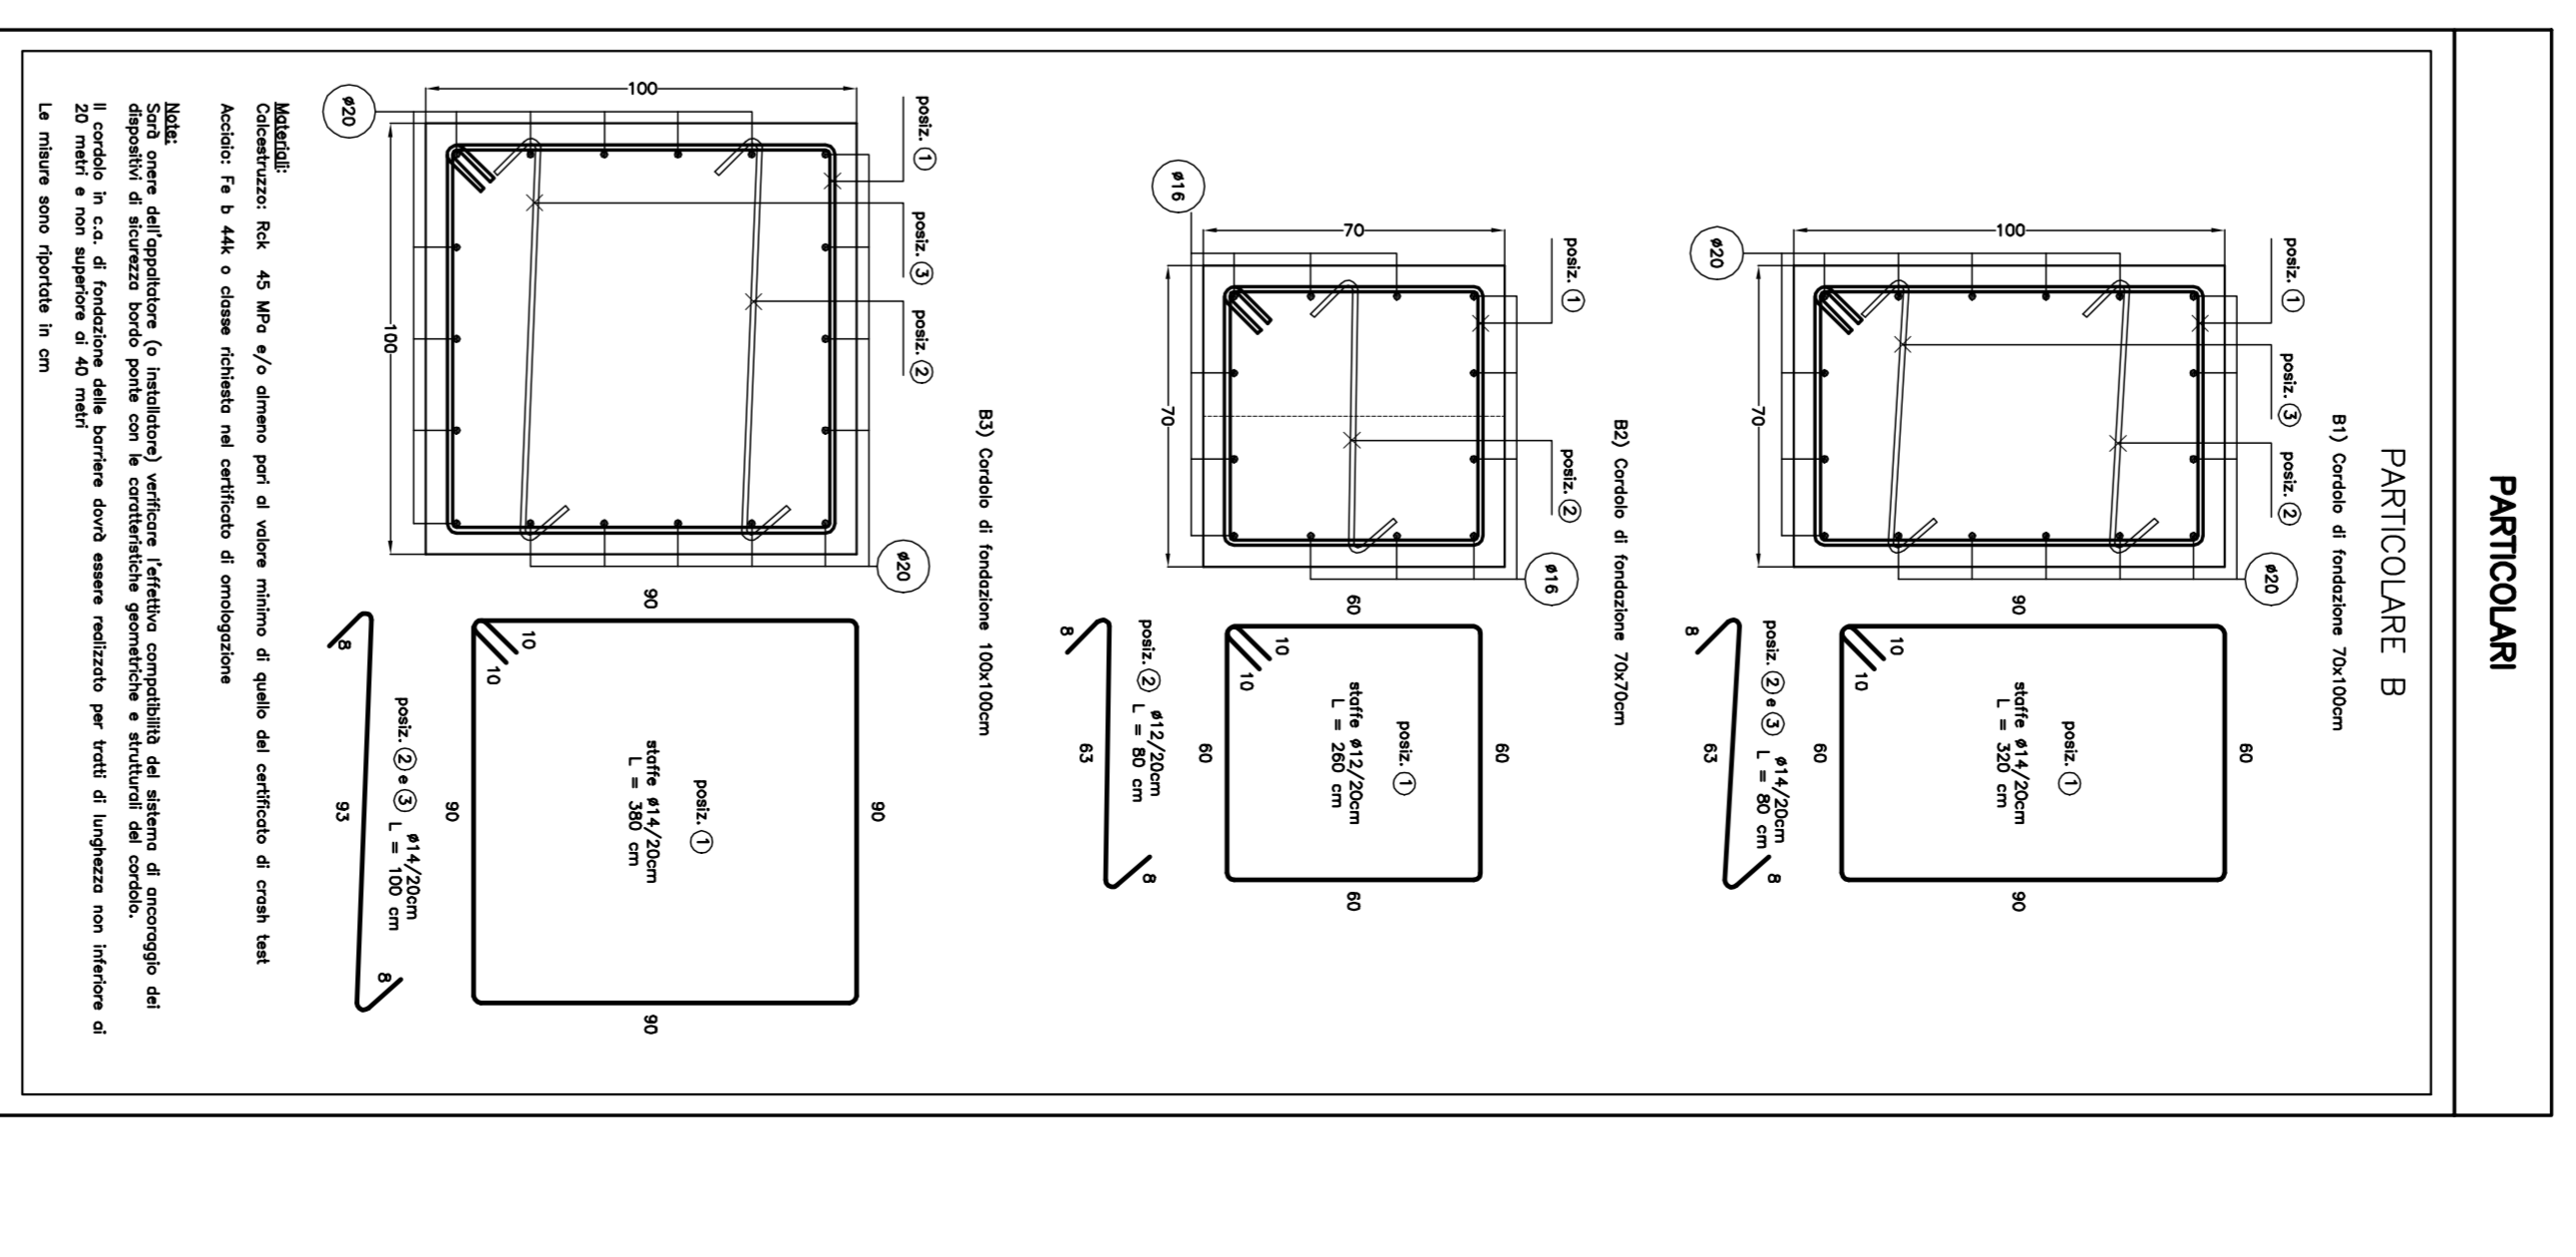 PARTICOLARI
PARTICOLARE B
B1) Cordolo di fondazione 70x100cm
posiz. 1
posiz. 3
posiz. 2
100
70
ø20
ø20
60
90
posiz. 1
staffe ø14/20cm
L = 320 cm
90
10
10
60
posiz. 2 e 3 ø14/20cm
L = 80 cm
8
63
8
B2) Cordolo di fondazione 70x70cm
posiz. 1
posiz. 2
70
70
ø16
ø16
60
60
posiz. 1
staffe ø12/20cm
L = 260 cm
60
10
10
60
posiz. 2 ø12/20cm
L = 80 cm
8
63
8
B3) Cordolo di fondazione 100x100cm
posiz. 1
posiz. 3
posiz. 2
100
100
ø20
ø20
90
90
posiz. 1
staffe ø14/20cm
L = 380 cm
90
10
10
90
posiz. 2 e 3 ø14/20cm
L = 100 cm
8
93
8
Materiali:
Calcestruzzo: Rck 45 MPa e/o almeno pari al valore minimo di quello del certificato di crash test
Acciaio: Fe b 44k o classe richiesta nel certificato di omologazione
Note:
Sarà onere dell'appaltatore (o installatore) verificare l'effettiva compatibilità del sistema di ancoraggio dei
dispositivi di sicurezza bordo ponte con le caratteristiche geometriche e strutturali del cordolo.
Il cordolo in c.a. di fondazione delle barriere dovrà essere realizzato per tratti di lunghezza non inferiore ai
20 metri e non superiore ai 40 metri
Le misure sono riportate in cm